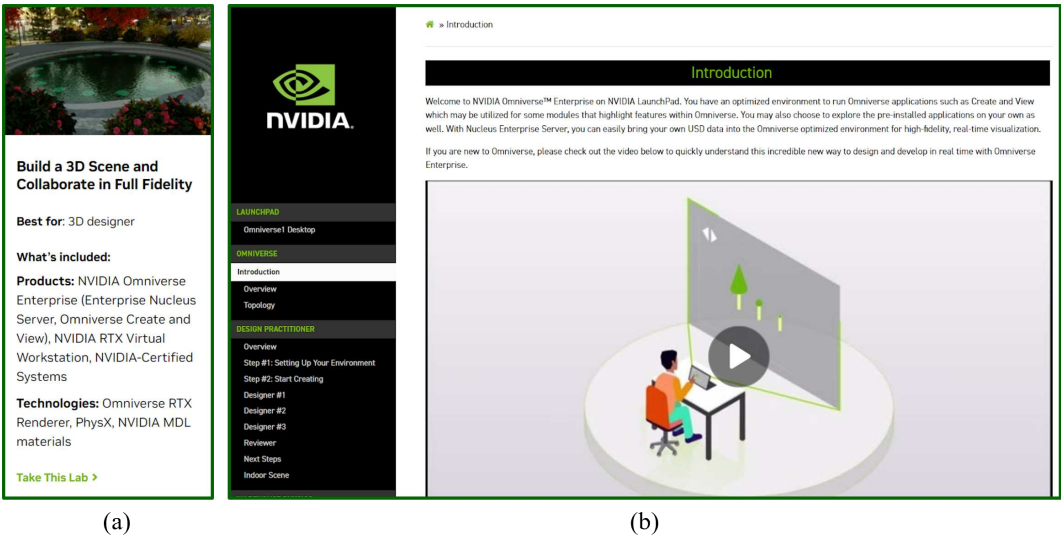 Build a 3D Scene and
Collaborate in Full Fidelity
Best for: 3D designer
What's included:
Products: NVIDIA Omniverse
Enterprise (Enterprise Nucleus
Server, Omniverse Create and
View), NVIDIA RTX Virtual
Workstation, NVIDIA-Certified
Systems
Technologies: Omniverse RTX
Renderer, PhysX, NVIDIA MDL
materials
Take This Lab >
(a)
NVIDIA.
LAUNCHPAD
Omniverse1 Desktop
OMNIVERSE
Introduction
Overview
Topology
DESIGN PRACTITIONER
Overview
Step #1: Setting Up Your Environment
Step #2: Start Creating
Designer #1
Designer #2
Designer #3
Reviewer
Next Steps
Indoor Scene
» Introduction
Introduction
Welcome to NVIDIA Omniverse™ Enterprise on NVIDIA LaunchPad. You have an optimized environment to run Omniverse applications such as Create and View
which may be utilized for some modules that highlight features within Omniverse. You may also choose to explore the pre-installed applications on your own as
well. With Nucleus Enterprise Server, you can easily bring your own USD data into the Omniverse optimized environment for high-fidelity, real-time visualization.
If you are new to Omniverse, please check out the video below to quickly understand this incredible new way to design and develop in real time with Omniverse
Enterprise.
(b)